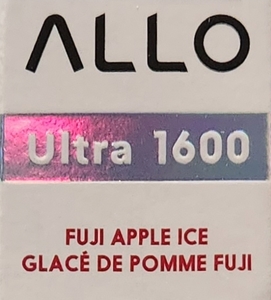 ALLO
Ultra 1600
FUJI APPLE ICE
GLACÉ DE POMME FUJI